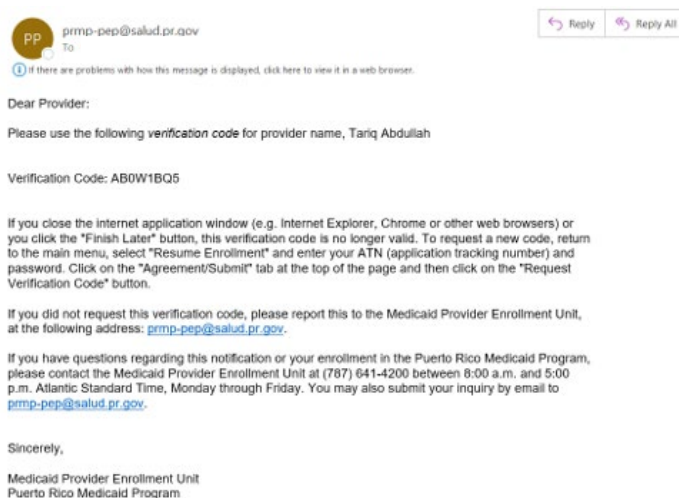 PP
prmp-pep@salud.pr.gov
To
Reply
Reply All
i If there are problems with how this message is displayed, click here to view it in a web browser.
Dear Provider:
Please use the following verification code for provider name, Tariq Abdullah
Verification Code: AB0W1BQ5
If you close the internet application window (e.g. Internet Explorer, Chrome or other web browsers) or
you click the "Finish Later" button, this verification code is no longer valid. To request a new code, return
to the main menu, select "Resume Enrollment" and enter your ATN (application tracking number) and
password. Click on the "Agreement/Submit" tab at the top of the page and then click on the "Request
Verification Code" button.
If you did not request this verification code, please report this to the Medicaid Provider Enrollment Unit,
at the following address: prmp-pep@salud.pr.gov.
If you have questions regarding this notification or your enrollment in the Puerto Rico Medicaid Program,
please contact the Medicaid Provider Enrollment Unit at (787) 641-4200 between 8:00 a.m. and 5:00
p.m. Atlantic Standard Time, Monday through Friday. You may also submit your inquiry by email to
prmp-pep@salud.pr.gov.
Sincerely,
Medicaid Provider Enrollment Unit
Puerto Rico Medicaid Program